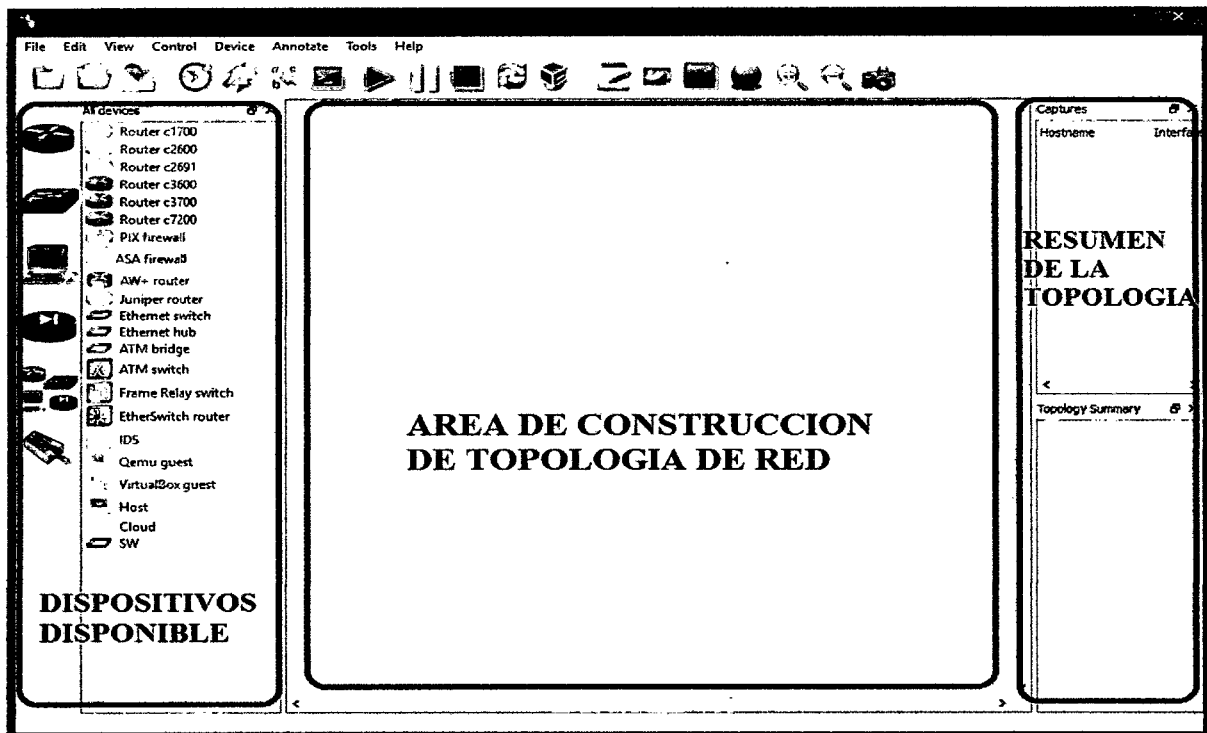 File Edit View Control Device Annotate Tools Help
All devices
Router c1700
Router c2600
Router c2691
Router c3600
Router c3700
Router c7200
PIX firewall
ASA firewall
AW+ router
Juniper router
Ethernet switch
Ethernet hub
ATM bridge
ATM switch
Frame Relay switch
EtherSwitch router
IDS
Qemu guest
VirtualBox guest
Host
Cloud
SW
DISPOSITIVOS
DISPONIBLE
AREA DE CONSTRUCCION
DE TOPOLOGIA DE RED
Captures
Hostname Interfac
RESUMEN
DE LA
TOPOLOGIA
Topology Summary